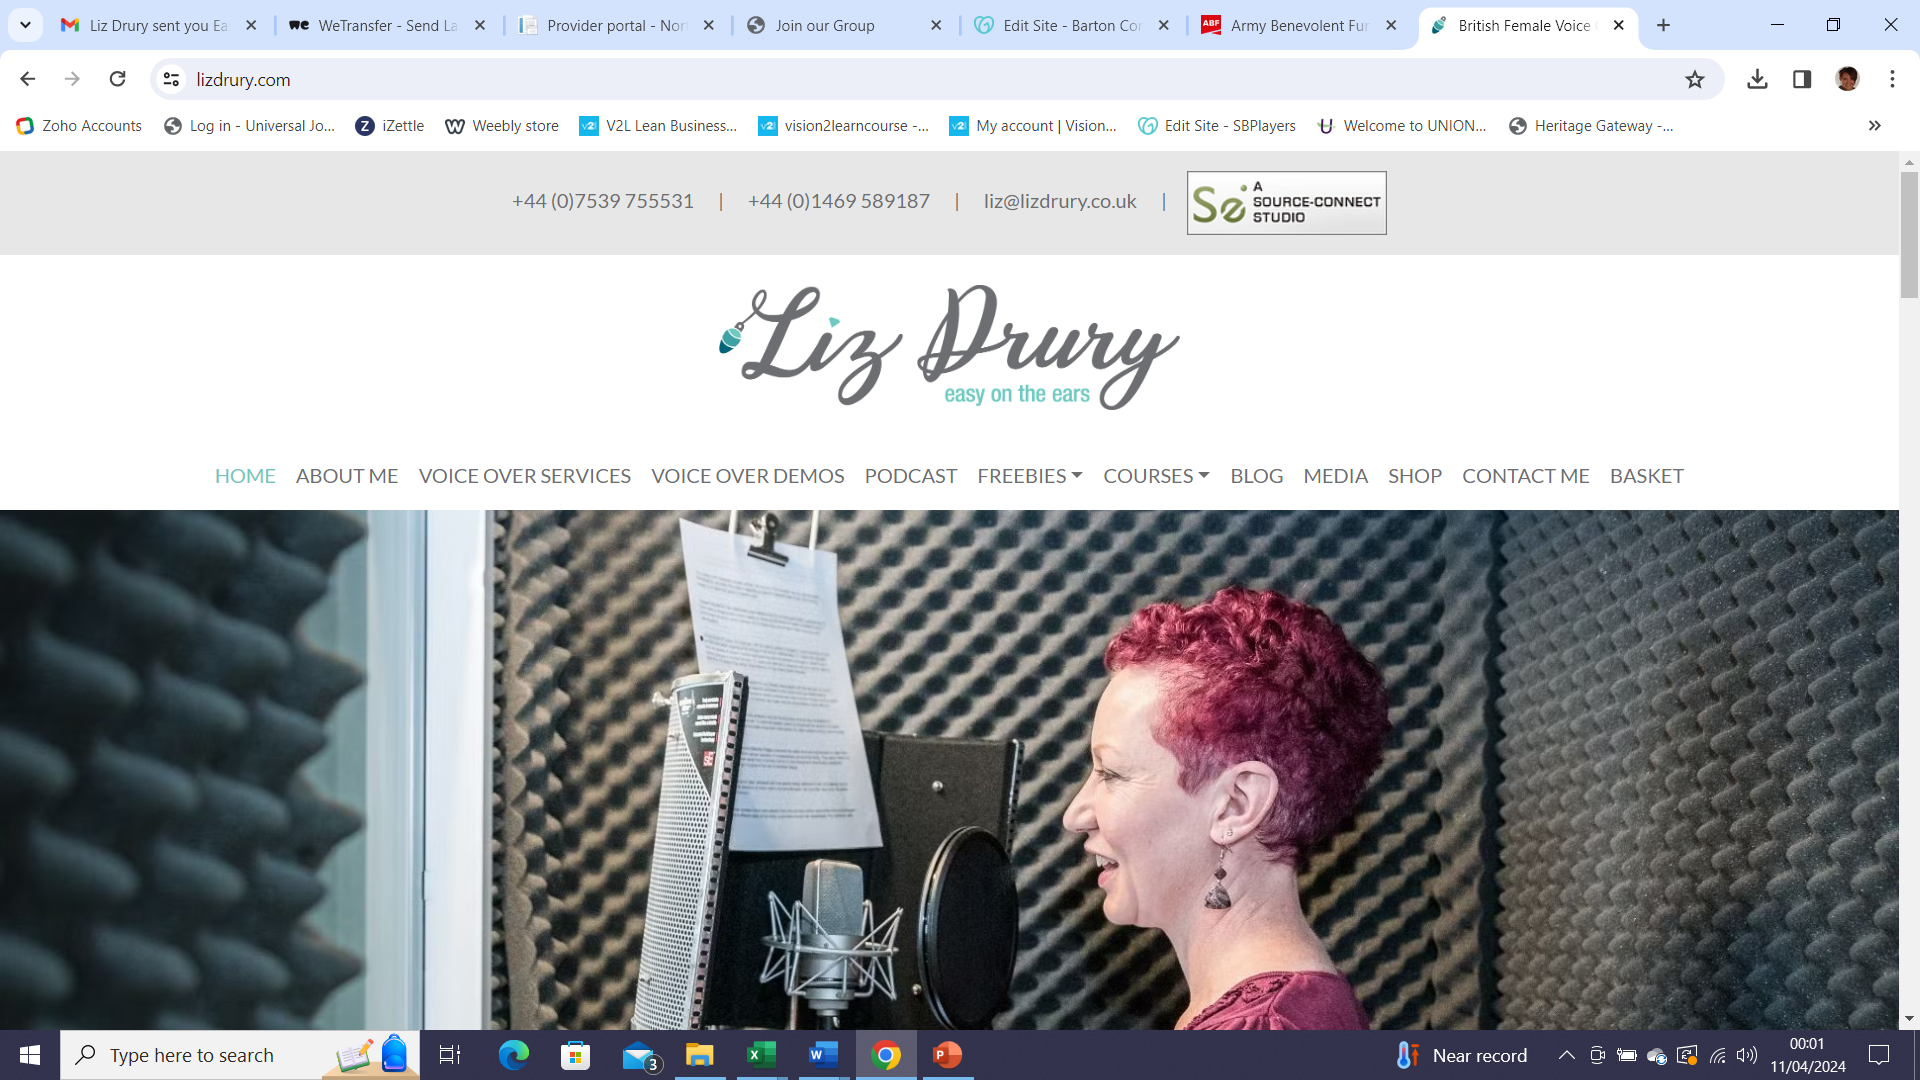 Liz Drury sent you Ea
WeTransfer - Send La
Provider portal - Nor
Join our Group
Edit Site - Barton Cor
Army Benevolent Fun
British Female Voice
lizdrury.com
Zoho Accounts
Log in - Universal Jo...
iZettle
Weebly store
V2L Lean Business...
vision2learncourse -...
My account | Vision...
Edit Site - SBPlayers
Welcome to UNION...
Heritage Gateway -...
+44 (0)7539 755531 | +44 (0)1469 589187 | liz@lizdrury.co.uk |
A
SOURCE-CONNECT
STUDIO
Liz Drury
easy on the ears
HOME ABOUT ME VOICE OVER SERVICES VOICE OVER DEMOS PODCAST FREEBIES COURSES BLOG MEDIA SHOP CONTACT ME BASKET
Type here to search
3
Near record
00:01
11/04/2024